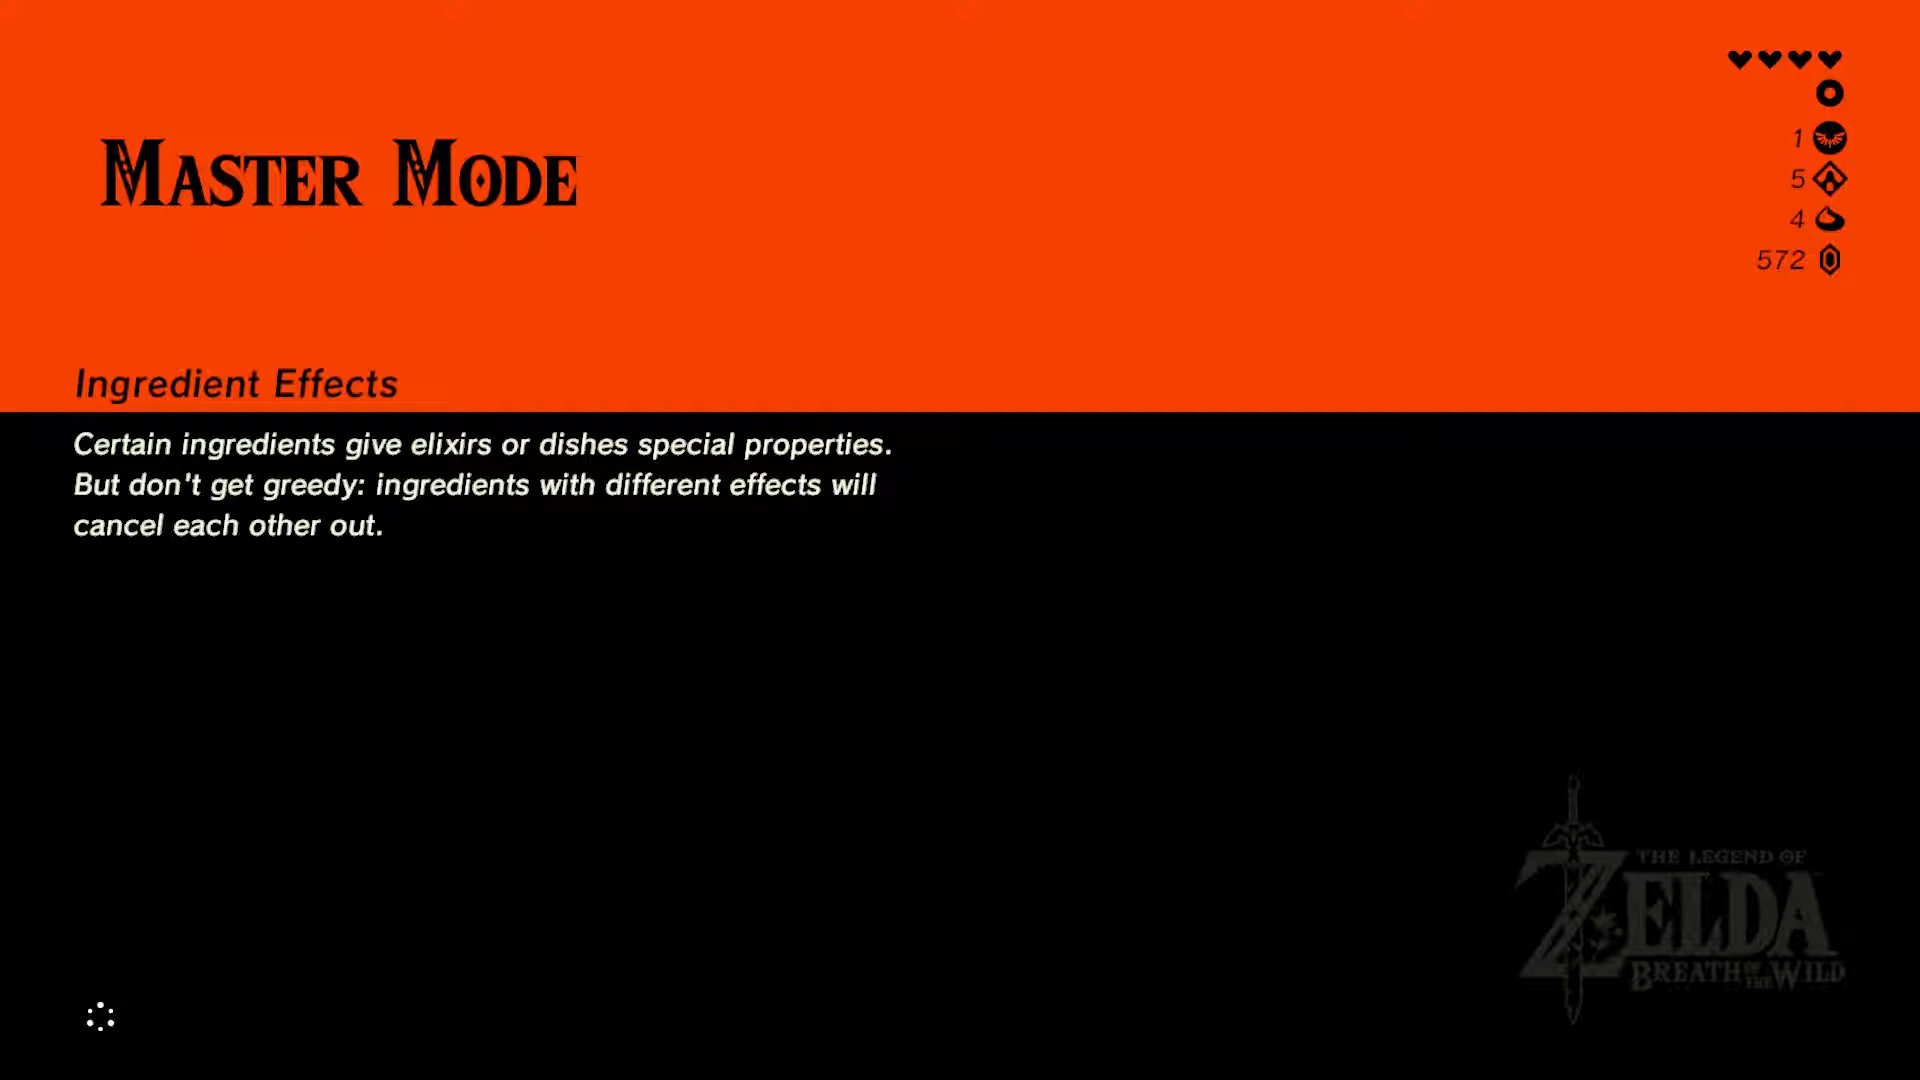 MASTER MODE
1
5
4
572
Ingredient Effects
Certain ingredients give elixirs or dishes special properties.
But don't get greedy: ingredients with different effects will
cancel each other out.
THE LEGEND OF
ZELDA
BREATH OF THE WILD